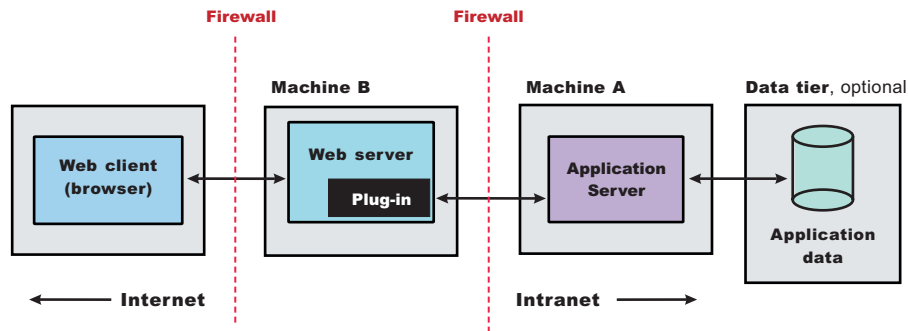 Firewall
Firewall
Machine B
Machine A
Data tier, optional
Web client
(browser)
Web server
Plug-in
Application
Server
Application
data
Internet
Intranet